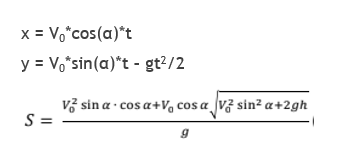 x = V₀*cos(α)*t
y = V₀*sin(α)*t - gt²/2
S = (V₀² sin α · cos α+V₀ cos α √(V₀² sin² α+2gh))/g